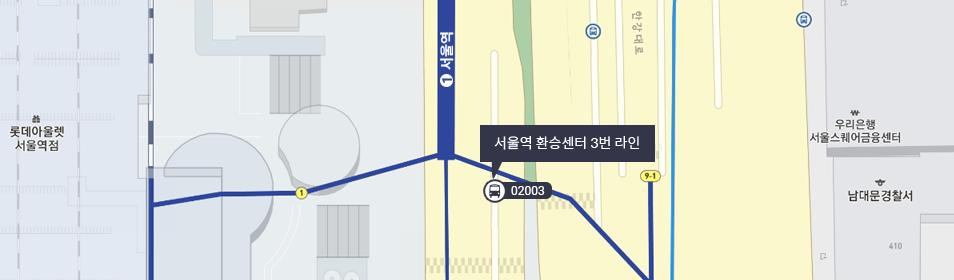 1 서울역
한강대로
롯데아울렛
서울역점
우리은행
서울스퀘어금융센터
서울역 환승센터 3번 라인
9-1
02003
1
남대문경찰서
410